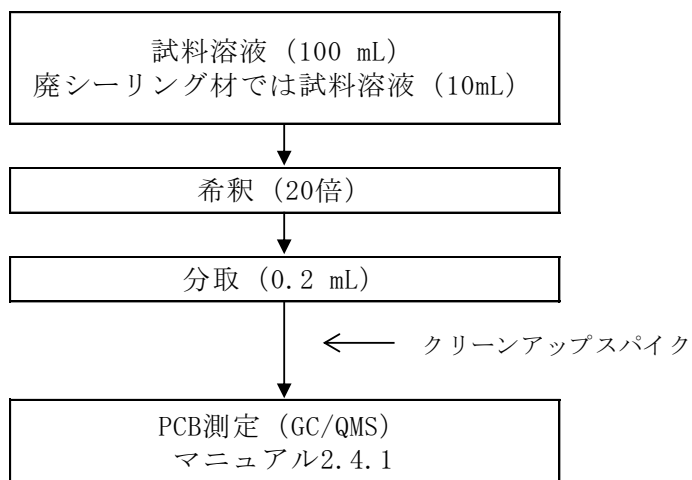 試料溶液 (100 mL)
廃シーリング材では試料溶液 (10mL)
希釈 (20倍)
分取 (0.2 mL)
クリーンアップスパイク
PCB測定 (GC/QMS)
マニュアル2.4.1